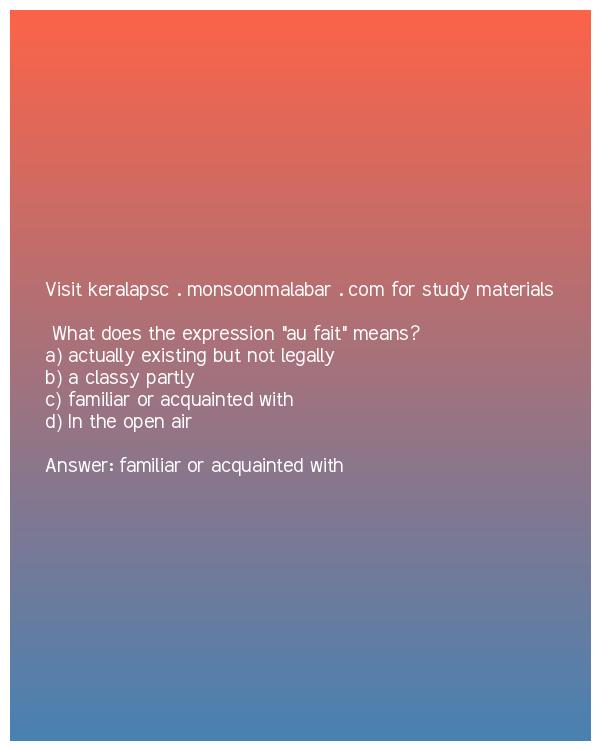 Visit keralapsc . monsoonmalabar . com for study materials
What does the expression "au fait" means?
a) actually existing but not legally
b) a classy partly
c) familiar or acquainted with
d) In the open air
Answer: familiar or acquainted with